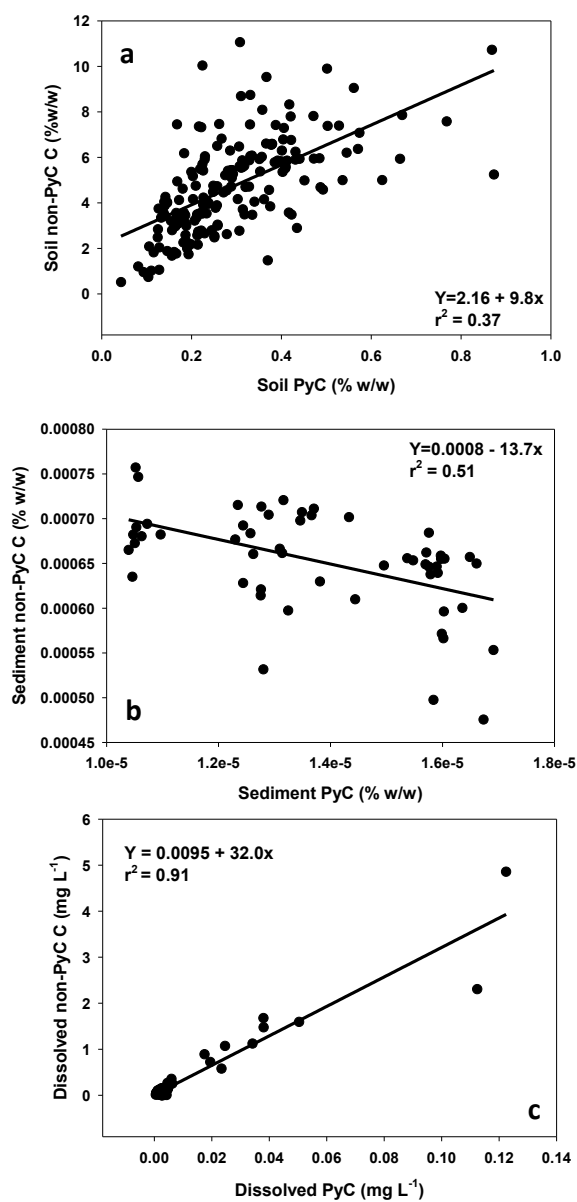 a
12
10
8
6
4
2
0
Soil non-PyC C (%w/w)
Y=2.16 + 9.8x
r² = 0.37
0.0 0.2 0.4 0.6 0.8 1.0
Soil PyC (% w/w)
0.00080
0.00075
0.00070
0.00065
0.00060
0.00055
0.00050
0.00045
Sediment non-PyC C (% w/w)
Y=0.0008 - 13.7x
r² = 0.51
b
1.0e-5 1.2e-5 1.4e-5 1.6e-5 1.8e-5
Sediment PyC (% w/w)
6
5
4
3
2
1
0
Dissolved non-PyC C (mg L⁻¹)
Y = 0.0095 + 32.0x
r² = 0.91
c
0.00 0.02 0.04 0.06 0.08 0.10 0.12 0.14
Dissolved PyC (mg L⁻¹)